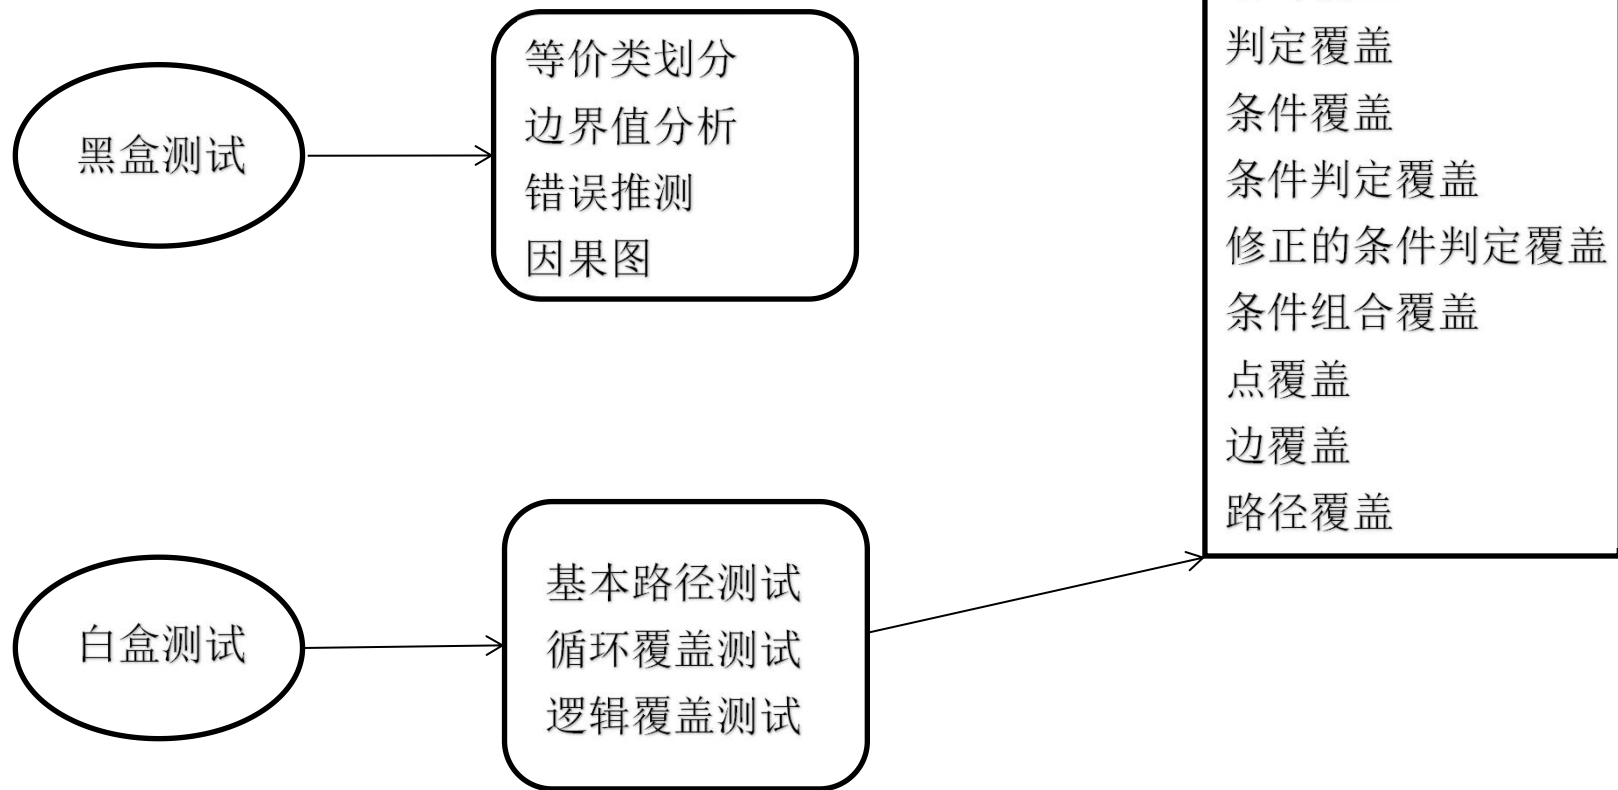 黑盒测试
等价类划分
边界值分析
错误推测
因果图
白盒测试
基本路径测试
循环覆盖测试
逻辑覆盖测试
判定覆盖
条件覆盖
条件判定覆盖
修正的条件判定覆盖
条件组合覆盖
点覆盖
边覆盖
路径覆盖